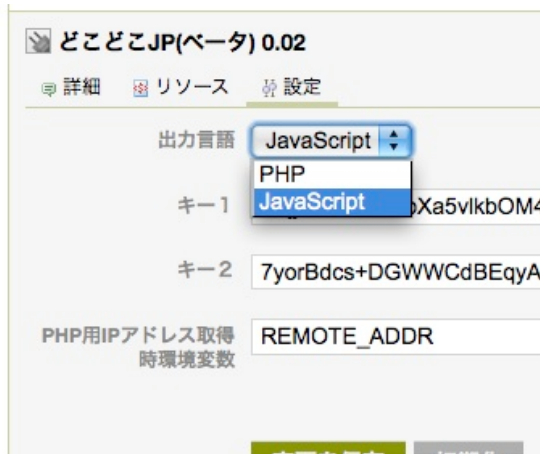 どこどこJP(ベータ) 0.02
詳細 リソース 設定
出力言語 JavaScript
PHP
JavaScript
キー1 Xa5vlkbOM4
キー2 7yorBdcs+DGWWCdBEqyA
PHP用IPアドレス取得
時環境変数
REMOTE_ADDR